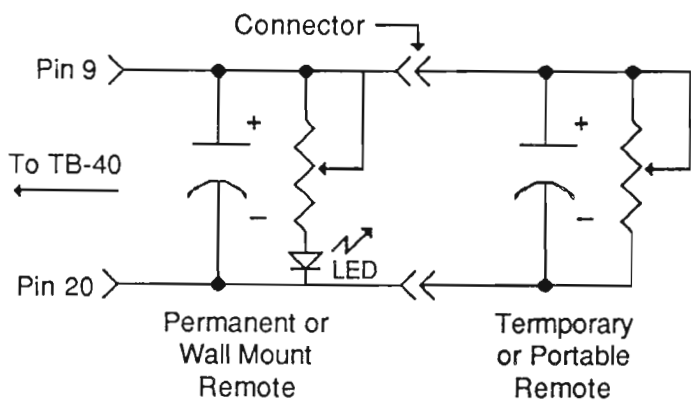 Connector
Pin 9
+
+
To TB-40
−
−
LED
Pin 20
Permanent or
Wall Mount
Remote
Termporary
or Portable
Remote